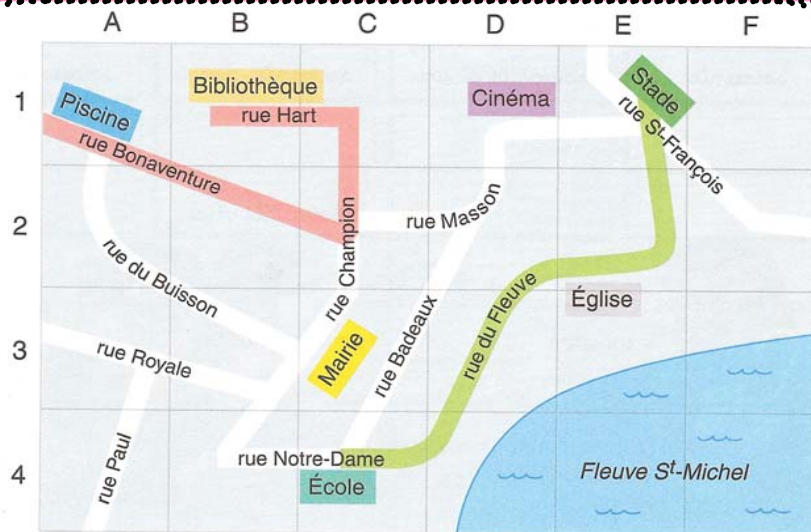 A B C D E F
1
2
3
4
Piscine
Bibliothèque
Cinéma
Stade
rue Hart
rue Bonaventure
rue St-François
rue Champion
rue Masson
rue du Buisson
Église
rue Royale
Mairie
rue Badeaux
rue du Fleuve
rue Paul
rue Notre-Dame
École
Fleuve St-Michel